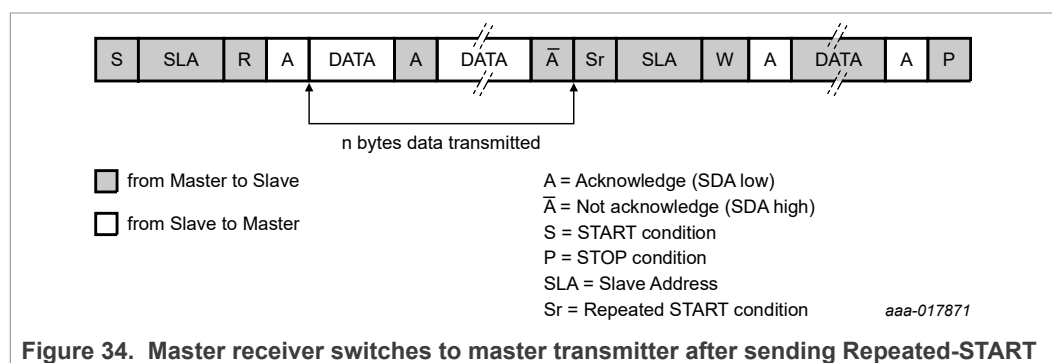 S SLA R A DATA A DATA A̅ Sr SLA W A DATA A P
n bytes data transmitted
from Master to Slave
from Slave to Master
A = Acknowledge (SDA low)
A̅ = Not acknowledge (SDA high)
S = START condition
P = STOP condition
SLA = Slave Address
Sr = Repeated START condition
aaa-017871
Figure 34. Master receiver switches to master transmitter after sending Repeated-START